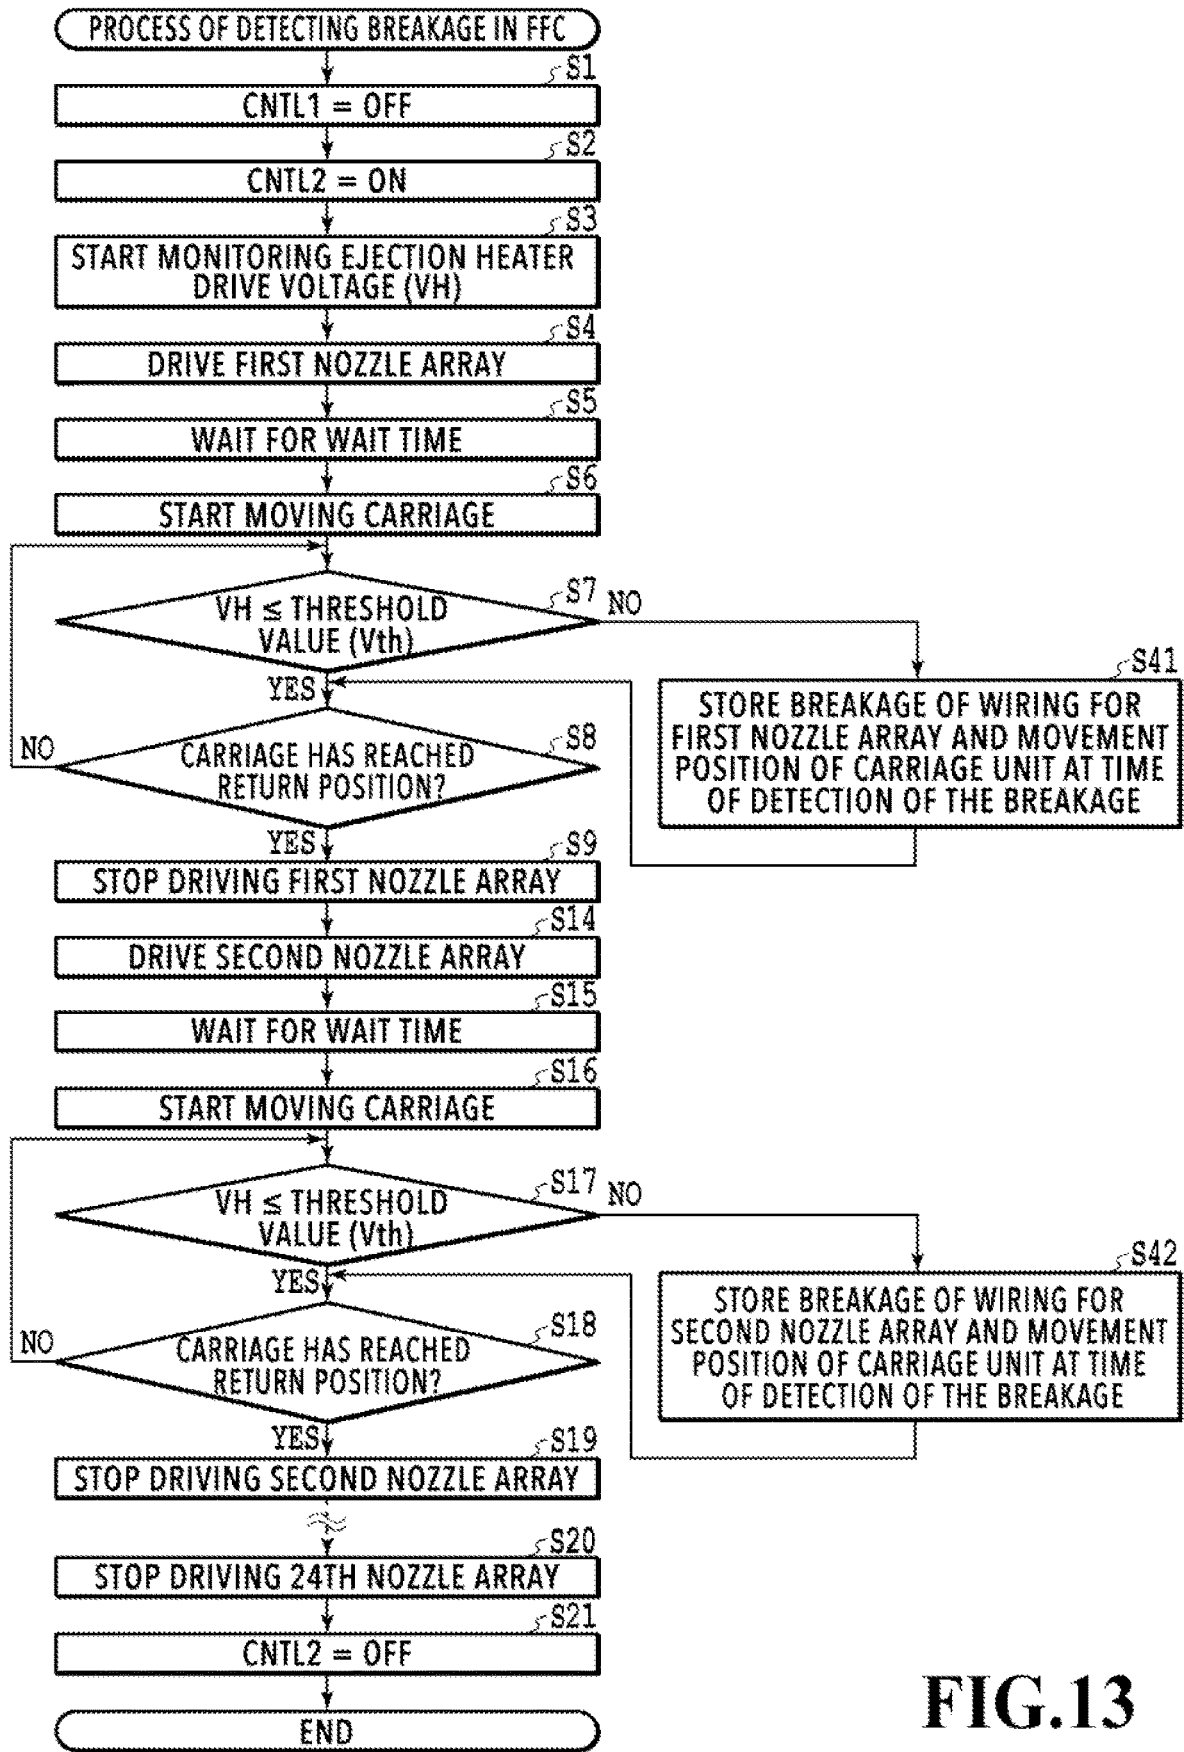 PROCESS OF DETECTING BREAKAGE IN FFC
S1
CNTL1 = OFF
S2
CNTL2 = ON
S3
START MONITORING EJECTION HEATER
DRIVE VOLTAGE (VH)
S4
DRIVE FIRST NOZZLE ARRAY
S5
WAIT FOR WAIT TIME
S6
START MOVING CARRIAGE
S7
NO
VH ≤ THRESHOLD
VALUE (Vth)
YES
S41
STORE BREAKAGE OF WIRING FOR
FIRST NOZZLE ARRAY AND MOVEMENT
POSITION OF CARRIAGE UNIT AT TIME
OF DETECTION OF THE BREAKAGE
S8
NO
CARRIAGE HAS REACHED
RETURN POSITION?
YES
S9
STOP DRIVING FIRST NOZZLE ARRAY
S14
DRIVE SECOND NOZZLE ARRAY
S15
WAIT FOR WAIT TIME
S16
START MOVING CARRIAGE
S17
NO
VH ≤ THRESHOLD
VALUE (Vth)
YES
S42
STORE BREAKAGE OF WIRING FOR
SECOND NOZZLE ARRAY AND MOVEMENT
POSITION OF CARRIAGE UNIT AT TIME
OF DETECTION OF THE BREAKAGE
S18
NO
CARRIAGE HAS REACHED
RETURN POSITION?
YES
S19
STOP DRIVING SECOND NOZZLE ARRAY
S20
STOP DRIVING 24TH NOZZLE ARRAY
S21
CNTL2 = OFF
END
FIG.13